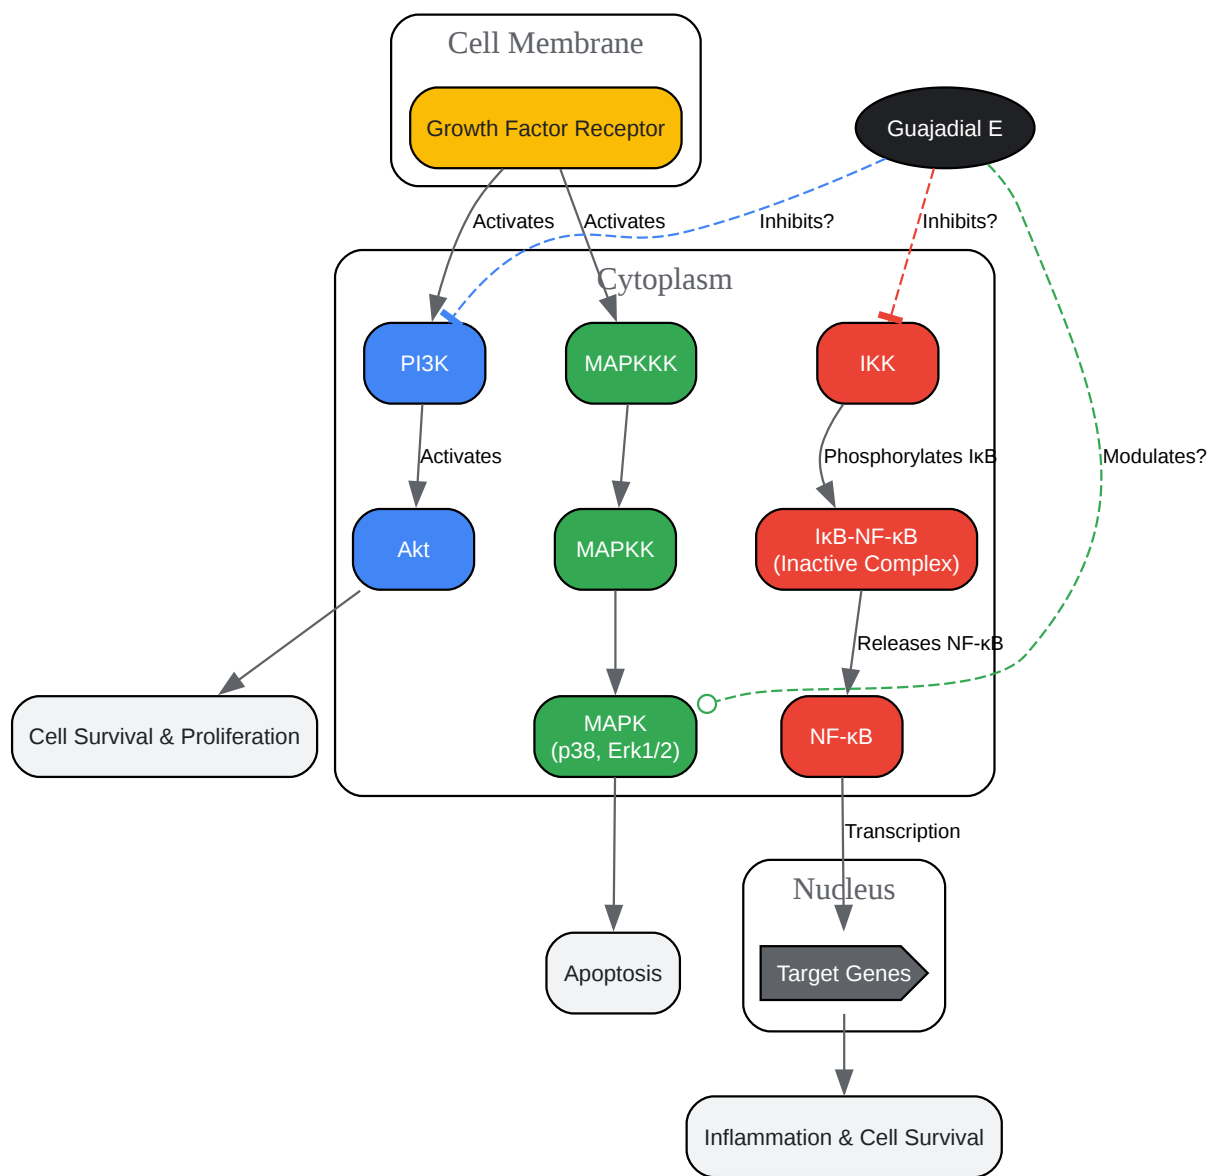 Cell Membrane
Growth Factor Receptor
Guajadial E
Activates
Activates
Inhibits?
Inhibits?
Cytoplasm
PI3K
MAPKKK
IKK
Activates
Phosphorylates IκB
Modulates?
Akt
MAPKK
IκB-NF-κB
(Inactive Complex)
Releases NF-κB
Cell Survival & Proliferation
MAPK
(p38, Erk1/2)
NF-κB
Transcription
Nucleus
Apoptosis
Target Genes
Inflammation & Cell Survival